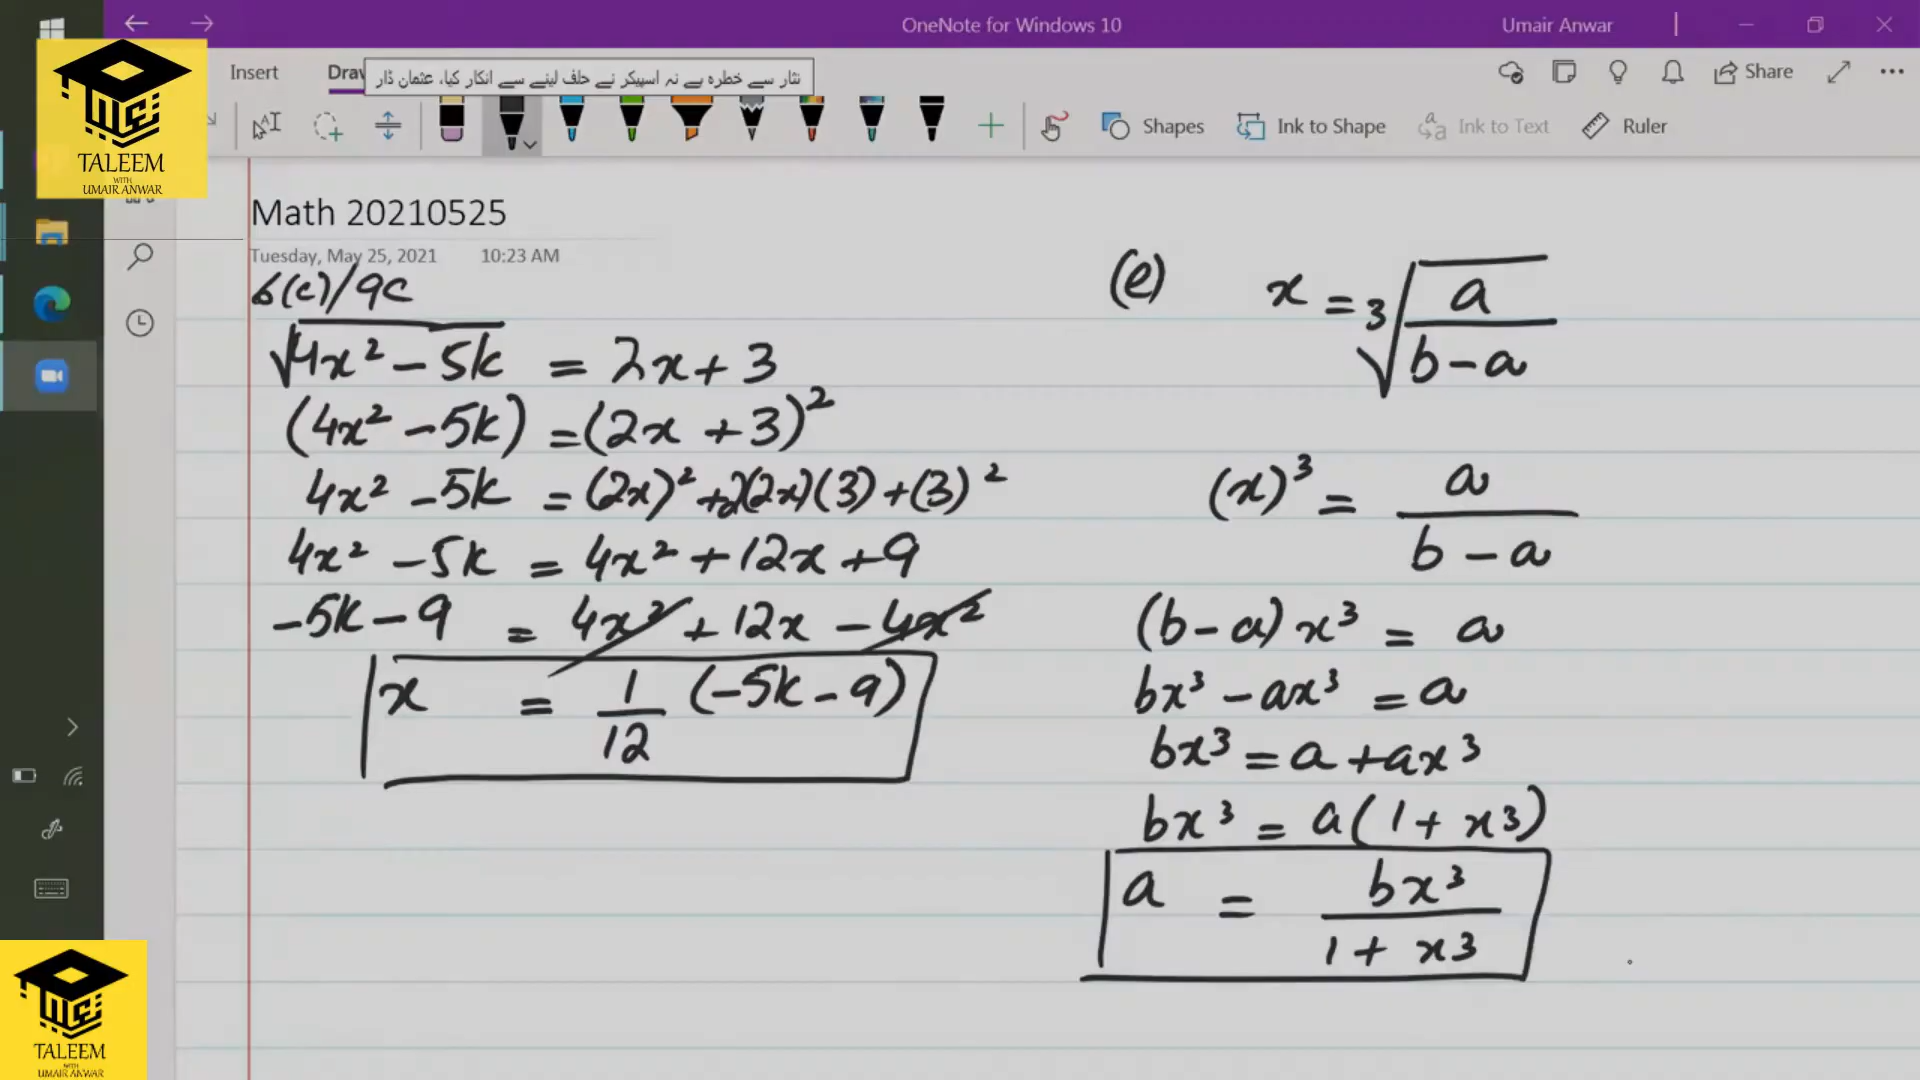 OneNote for Windows 10
Umair Anwar
Insert
Draw
نثار سے خطرہ ہے نہ اسپیکر نے حلف لینے سے انکار کیا، عثمان ڈار
Share
Shapes
Ink to Shape
Ink to Text
Ruler
TALEEM
WITH
UMAIR ANWAR
Math 20210525
Tuesday, May 25, 2021 10:23 AM
6(c)/9c
√(4x² - 5k) = 2x + 3
(4x² - 5k) = (2x + 3)²
4x² - 5k = (2x)² + 2(2x)(3) + (3)²
4x² - 5k = 4x² + 12x + 9
-5k - 9 = 4x² + 12x - 4x²
x = 1/12 (-5k - 9)
(e) x = ³√(a/(b - a))
(x)³ = a/(b - a)
(b - a) x³ = a
bx³ - ax³ = a
bx³ = a + ax³
bx³ = a(1 + x³)
a = bx³/(1 + x³)
TALEEM
WITH
UMAIR ANWAR